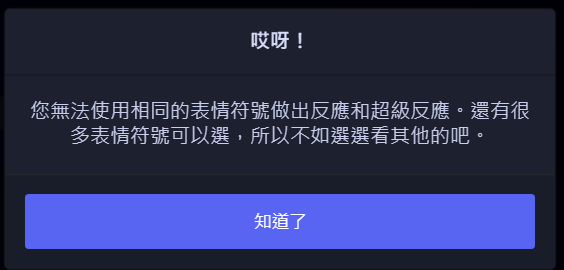 哎呀！
您無法使用相同的表情符號做出反應和超級反應。還有很
多表情符號可以選，所以不如選選看其他的吧。
知道了